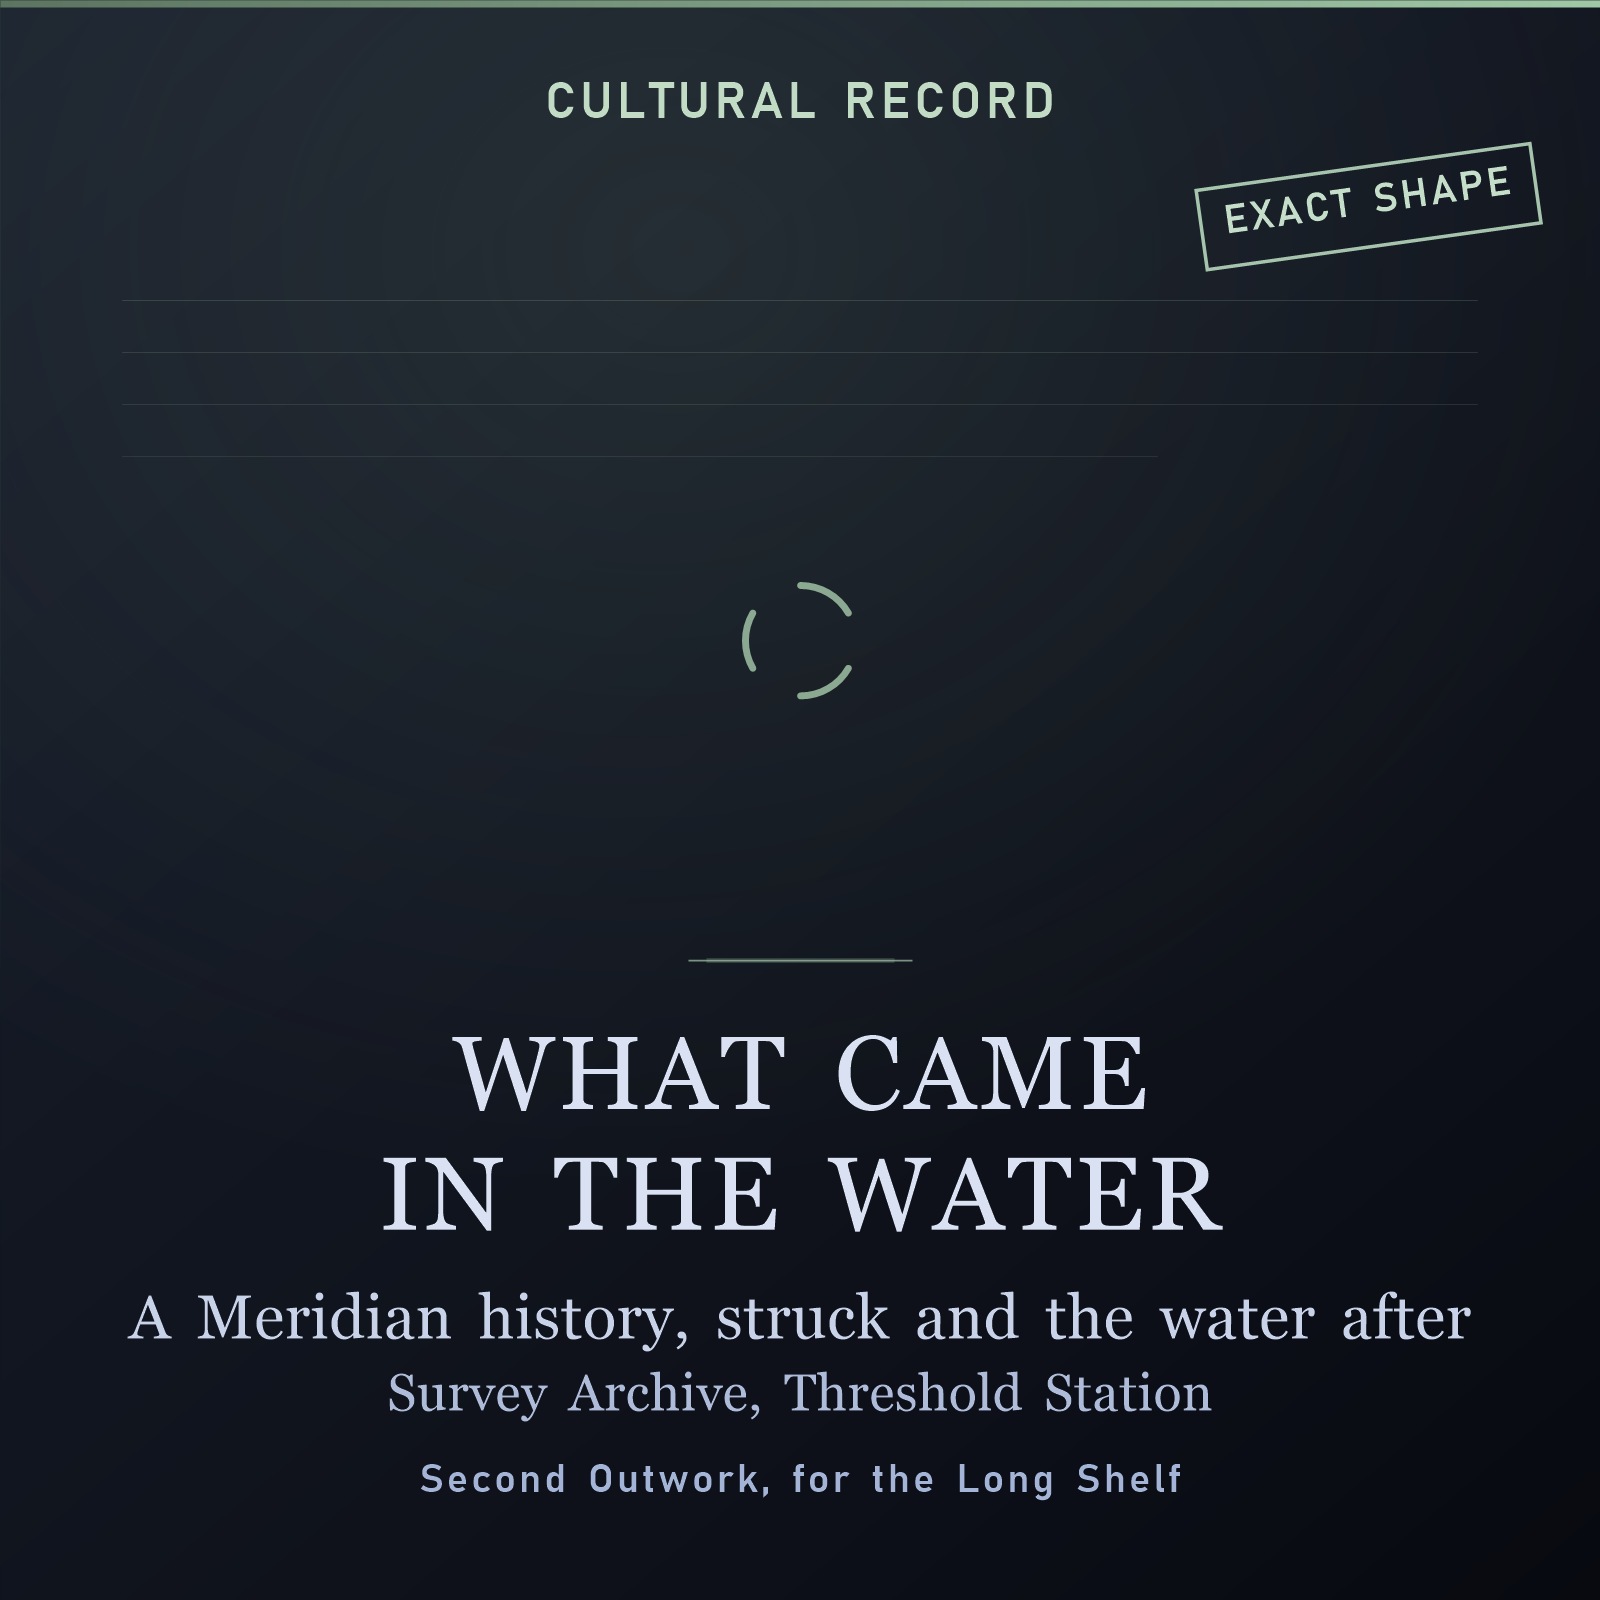 CULTURAL RECORD
EXACT SHAPE
WHAT CAME
IN THE WATER
A Meridian history, struck and the water after
Survey Archive, Threshold Station
Second Outwork, for the Long Shelf